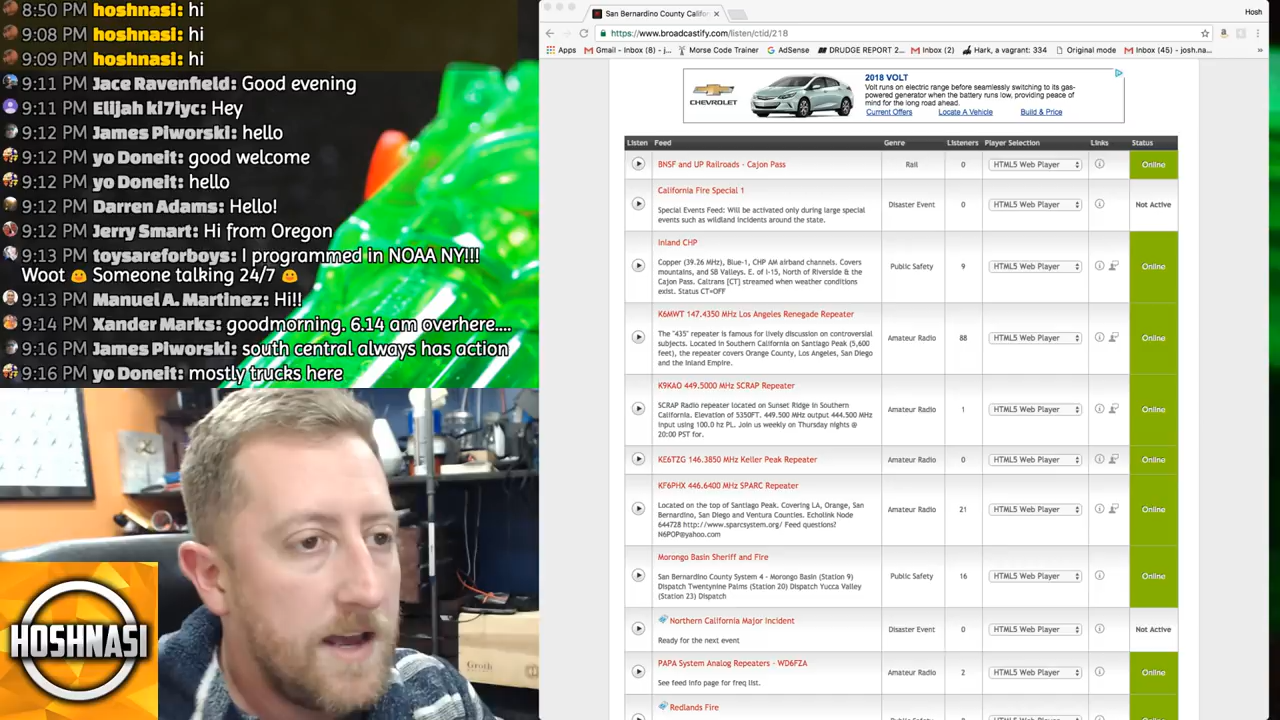 8:50 PM hoshnasi: hi
9:08 PM hoshnasi: hi
9:09 PM hoshnasi: hi
9:11 PM Jace Ravenfield: Good evening
9:11 PM Elijah kl7iyc: Hey
9:12 PM James Piworski: hello
9:12 PM yo Doneit: good welcome
9:12 PM yo Doneit: hello
9:12 PM Darren Adams: Hello!
9:12 PM Jerry Smart: Hi from Oregon
9:13 PM toysareforboys: I programmed in NOAA NY!!!
Woot Someone talking 24/7
9:13 PM Manuel A. Martinez: Hi!!
9:14 PM Xander Marks: goodmorning. 6.14 am overhere....
9:16 PM James Piworski: south central always has action
9:16 PM yo Doneit: mostly trucks here
HOSHNASI
Groth
San Bernardino County Califor
Hosh
https://www.broadcastify.com/listen/ctid/218
Apps Gmail - Inbox (8) - j... Morse Code Trainer AdSense DRUDGE REPORT 2... Inbox (2) Hark, a vagrant: 334 Original mode Inbox (45) - josh.na...
CHEVROLET
2018 VOLT
Volt runs on electric range before seamlessly switching to its gas-
powered generator when the battery runs low, providing peace of
mind for the long road ahead.
Current Offers Locate A Vehicle Build & Price
Listen Feed Genre Listeners Player Selection Links Status
BNSF and UP Railroads - Cajon Pass Rail 0 HTML5 Web Player Online
California Fire Special 1
Special Events Feed: Will be activated only during large special
events such as wildland incidents around the state.
Disaster Event 0 HTML5 Web Player Not Active
Inland CHP
Copper (39.26 MHz), Blue-1, CHP AM airband channels. Covers
mountains, and SB Valleys. E. of I-15, North of Riverside & the
Cajon Pass. Caltrans [CT] streamed when weather conditions
exist. Status CT=OFF
Public Safety 9 HTML5 Web Player Online
K6MWT 147.4350 MHz Los Angeles Renegade Repeater
The "435" repeater is famous for lively discussion on controversial
subjects. Located in Southern California on Santiago Peak (5,600
feet), the repeater covers Orange County, Los Angeles, San Diego
and the Inland Empire.
Amateur Radio 88 HTML5 Web Player Online
K9KAO 449.5000 MHz SCRAP Repeater
SCRAP Radio repeater located on Sunset Ridge in Southern
California. Elevation of 5350FT. 449.500 MHz output 444.500 MHz
input using 100.0 hz PL. Join us weekly on Thursday nights @
20:00 PST for.
Amateur Radio 1 HTML5 Web Player Online
KE6TZG 146.3850 MHz Keller Peak Repeater Amateur Radio 0 HTML5 Web Player Online
KF6PHX 446.6400 MHz SPARC Repeater
Located on the top of Santiago Peak. Covering LA, Orange, San
Bernardino, San Diego and Ventura Counties. Echolink Node
644728 http://www.sparcsystem.org/ Feed questions?
N6POP@yahoo.com
Amateur Radio 21 HTML5 Web Player Online
Morongo Basin Sheriff and Fire
San Bernardino County System 4 - Morongo Basin (Station 9)
Dispatch Twentynine Palms (Station 20) Dispatch Yucca Valley
(Station 23) Dispatch
Public Safety 16 HTML5 Web Player Online
Northern California Major Incident
Ready for the next event
Disaster Event 0 HTML5 Web Player Not Active
PAPA System Analog Repeaters - WD6FZA
See feed info page for freq list.
Amateur Radio 2 HTML5 Web Player Online
Redlands Fire